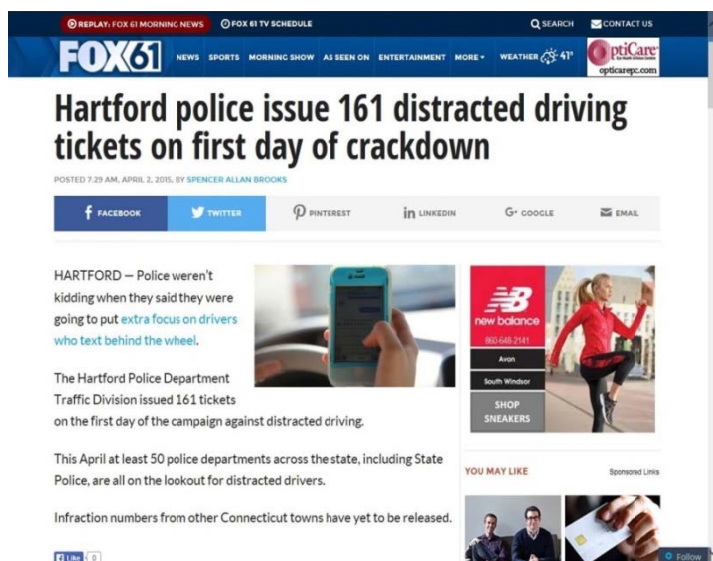 REPLAY: FOX 61 MORNING NEWS FOX 61 TV SCHEDULE SEARCH CONTACT US
FOX61 NEWS SPORTS MORNING SHOW AS SEEN ON ENTERTAINMENT MORE WEATHER 41° OptiCare
opticarepc.com
Hartford police issue 161 distracted driving
tickets on first day of crackdown
POSTED 7:29 AM, APRIL 2, 2015, BY SPENCER ALLAN BROOKS
FACEBOOK TWITTER PINTEREST LINKEDIN GOOGLE EMAIL
HARTFORD — Police weren't
kidding when they said they were
going to put extra focus on drivers
who text behind the wheel.
The Hartford Police Department
Traffic Division issued 161 tickets
on the first day of the campaign against distracted driving.
This April at least 50 police departments across the state, including State
Police, are all on the lookout for distracted drivers.
Infraction numbers from other Connecticut towns have yet to be released.
Like 0
new balance
860-648-2141
Avon
South Windsor
SHOP
SNEAKERS
YOU MAY LIKE Sponsored Links
Follow